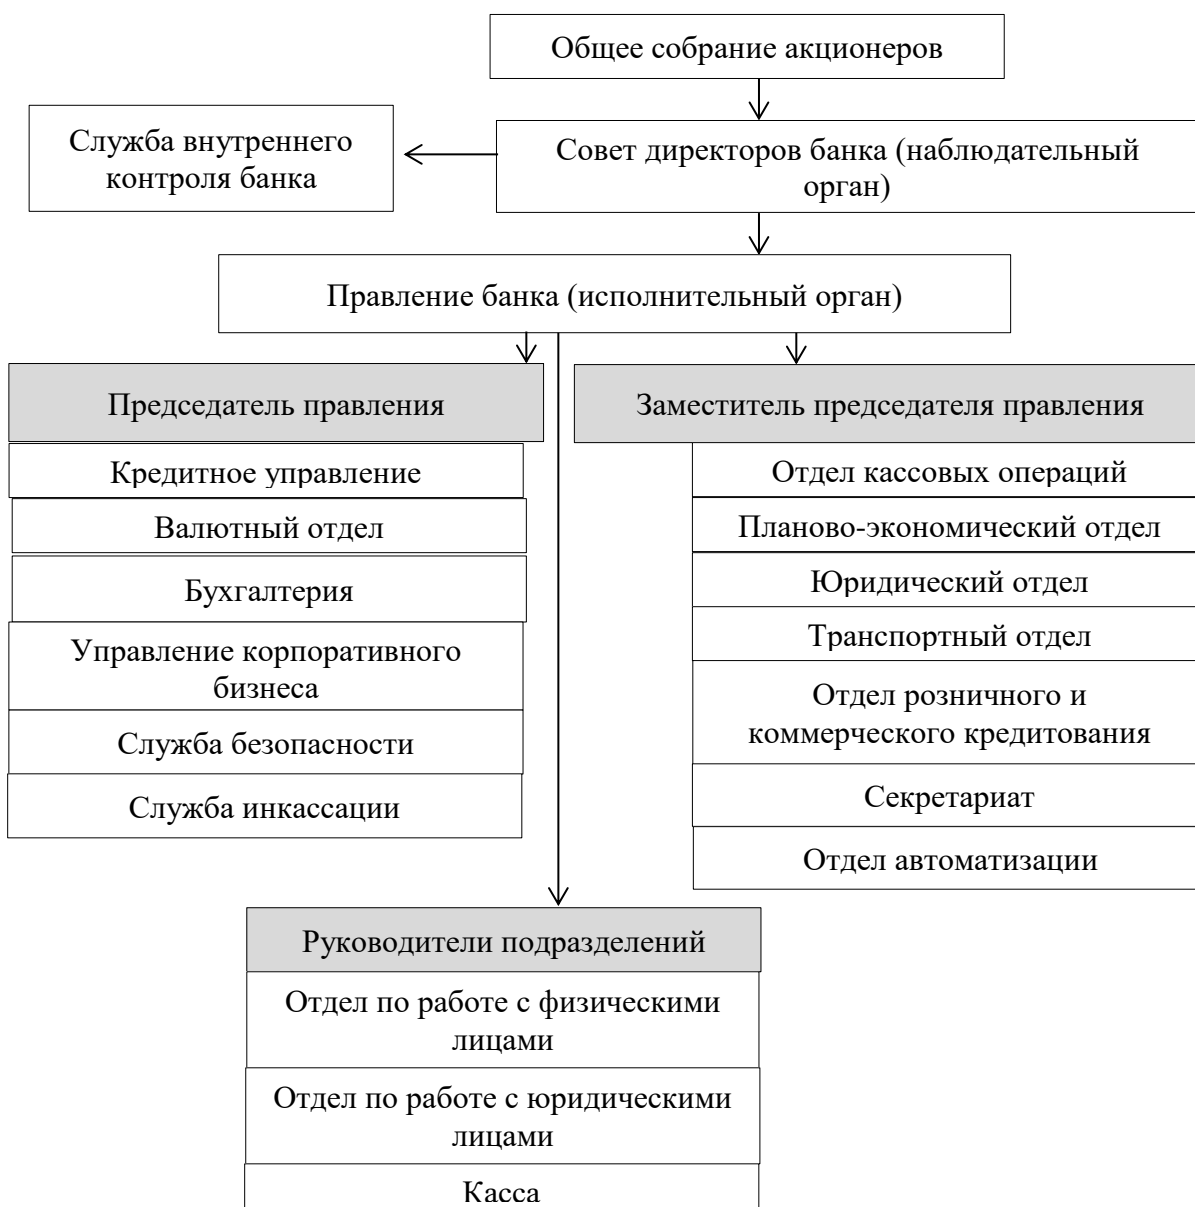 Общее собрание акционеров
Служба внутреннего
контроля банка
Совет директоров банка (наблюдательный
орган)
Правление банка (исполнительный орган)
Председатель правления
Кредитное управление
Валютный отдел
Бухгалтерия
Управление корпоративного
бизнеса
Служба безопасности
Служба инкассации
Заместитель председателя правления
Отдел кассовых операций
Планово-экономический отдел
Юридический отдел
Транспортный отдел
Отдел розничного и
коммерческого кредитования
Секретариат
Отдел автоматизации
Руководители подразделений
Отдел по работе с физическими
лицами
Отдел по работе с юридическими
лицами
Касса